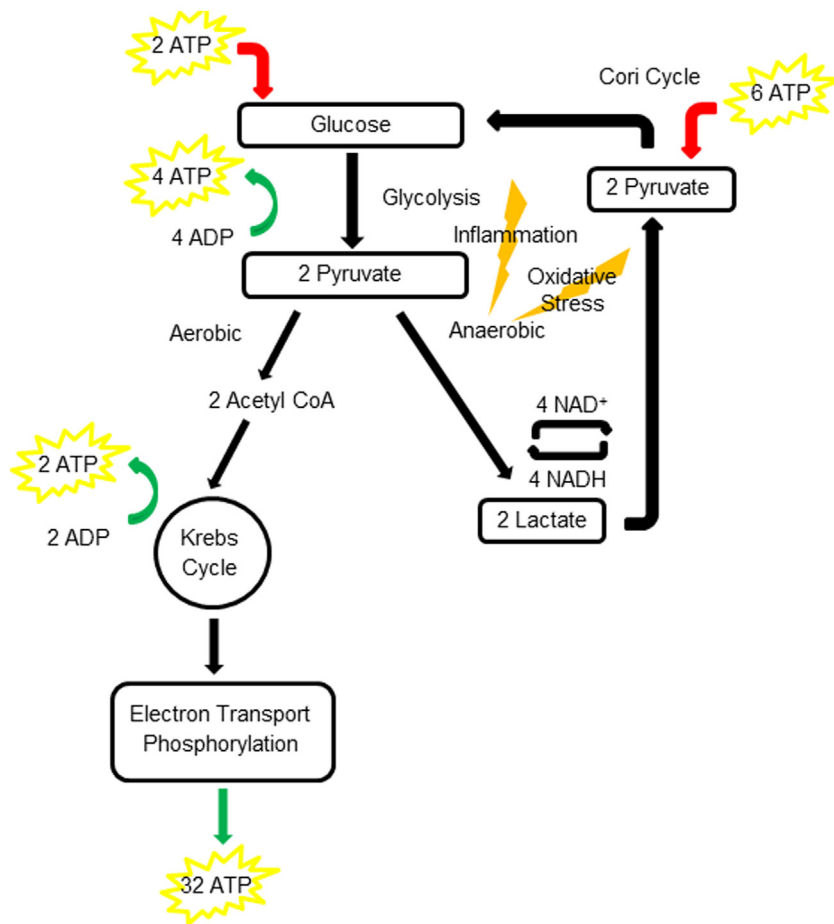 2 ATP
Cori Cycle
6 ATP
Glucose
4 ATP
Glycolysis
2 Pyruvate
4 ADP
Inflammation
2 Pyruvate
Oxidative
Stress
Aerobic
Anaerobic
2 Acetyl CoA
4 NAD⁺
2 ATP
4 NADH
2 ADP
Krebs
Cycle
2 Lactate
Electron Transport
Phosphorylation
32 ATP